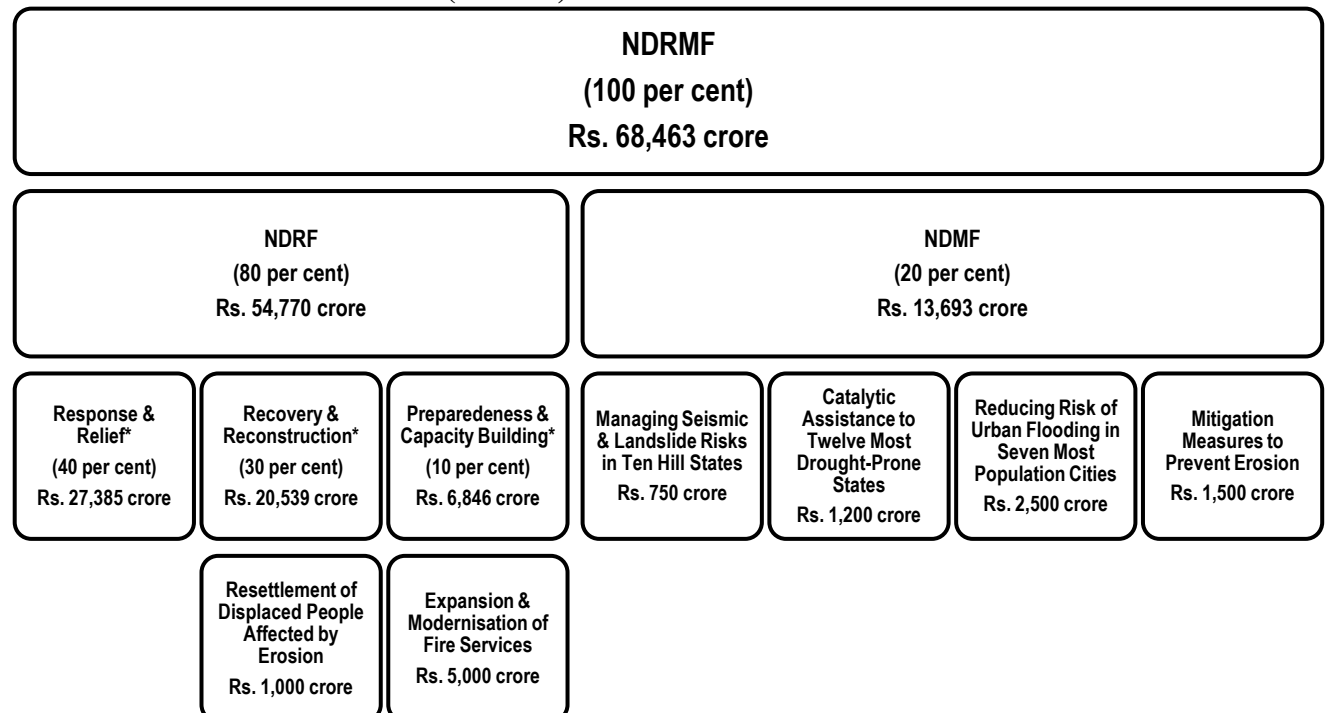 NDRMF
(100 per cent)
Rs. 68,463 crore
NDRF
(80 per cent)
Rs. 54,770 crore
NDMF
(20 per cent)
Rs. 13,693 crore
Response &
Relief*
(40 per cent)
Rs. 27,385 crore
Recovery &
Reconstruction*
(30 per cent)
Rs. 20,539 crore
Preparedeness &
Capacity Building*
(10 per cent)
Rs. 6,846 crore
Managing Seismic
& Landslide Risks
in Ten Hill States
Rs. 750 crore
Catalytic
Assistance to
Twelve Most
Drought-Prone
States
Rs. 1,200 crore
Reducing Risk of
Urban Flooding in
Seven Most
Population Cities
Rs. 2,500 crore
Mitigation
Measures to
Prevent Erosion
Rs. 1,500 crore
Resettlement of
Displaced People
Affected by
Erosion
Rs. 1,000 crore
Expansion &
Modernisation of
Fire Services
Rs. 5,000 crore